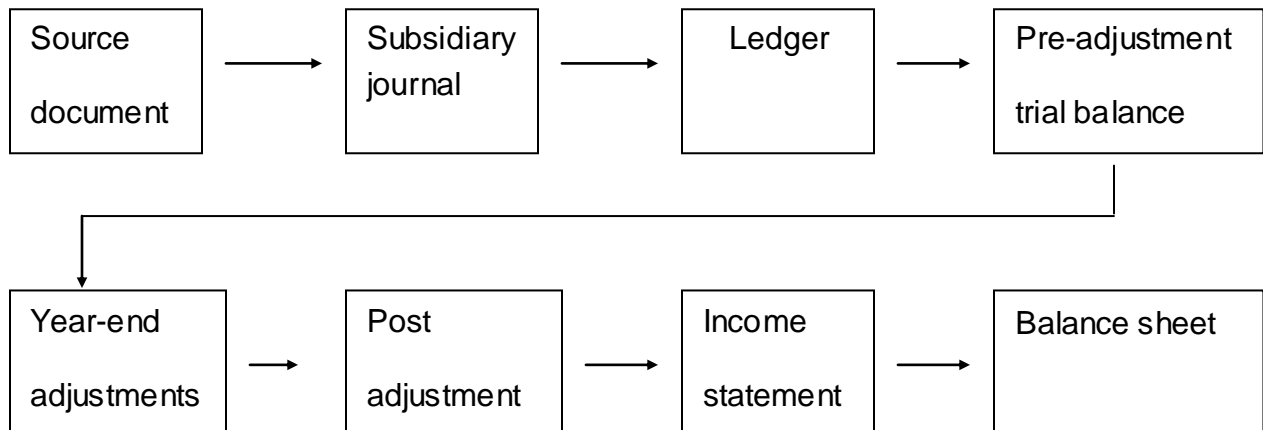 Source
document
Subsidiary
journal
Ledger
Pre-adjustment
trial balance
Year-end
adjustments
Post
adjustment
Income
statement
Balance sheet